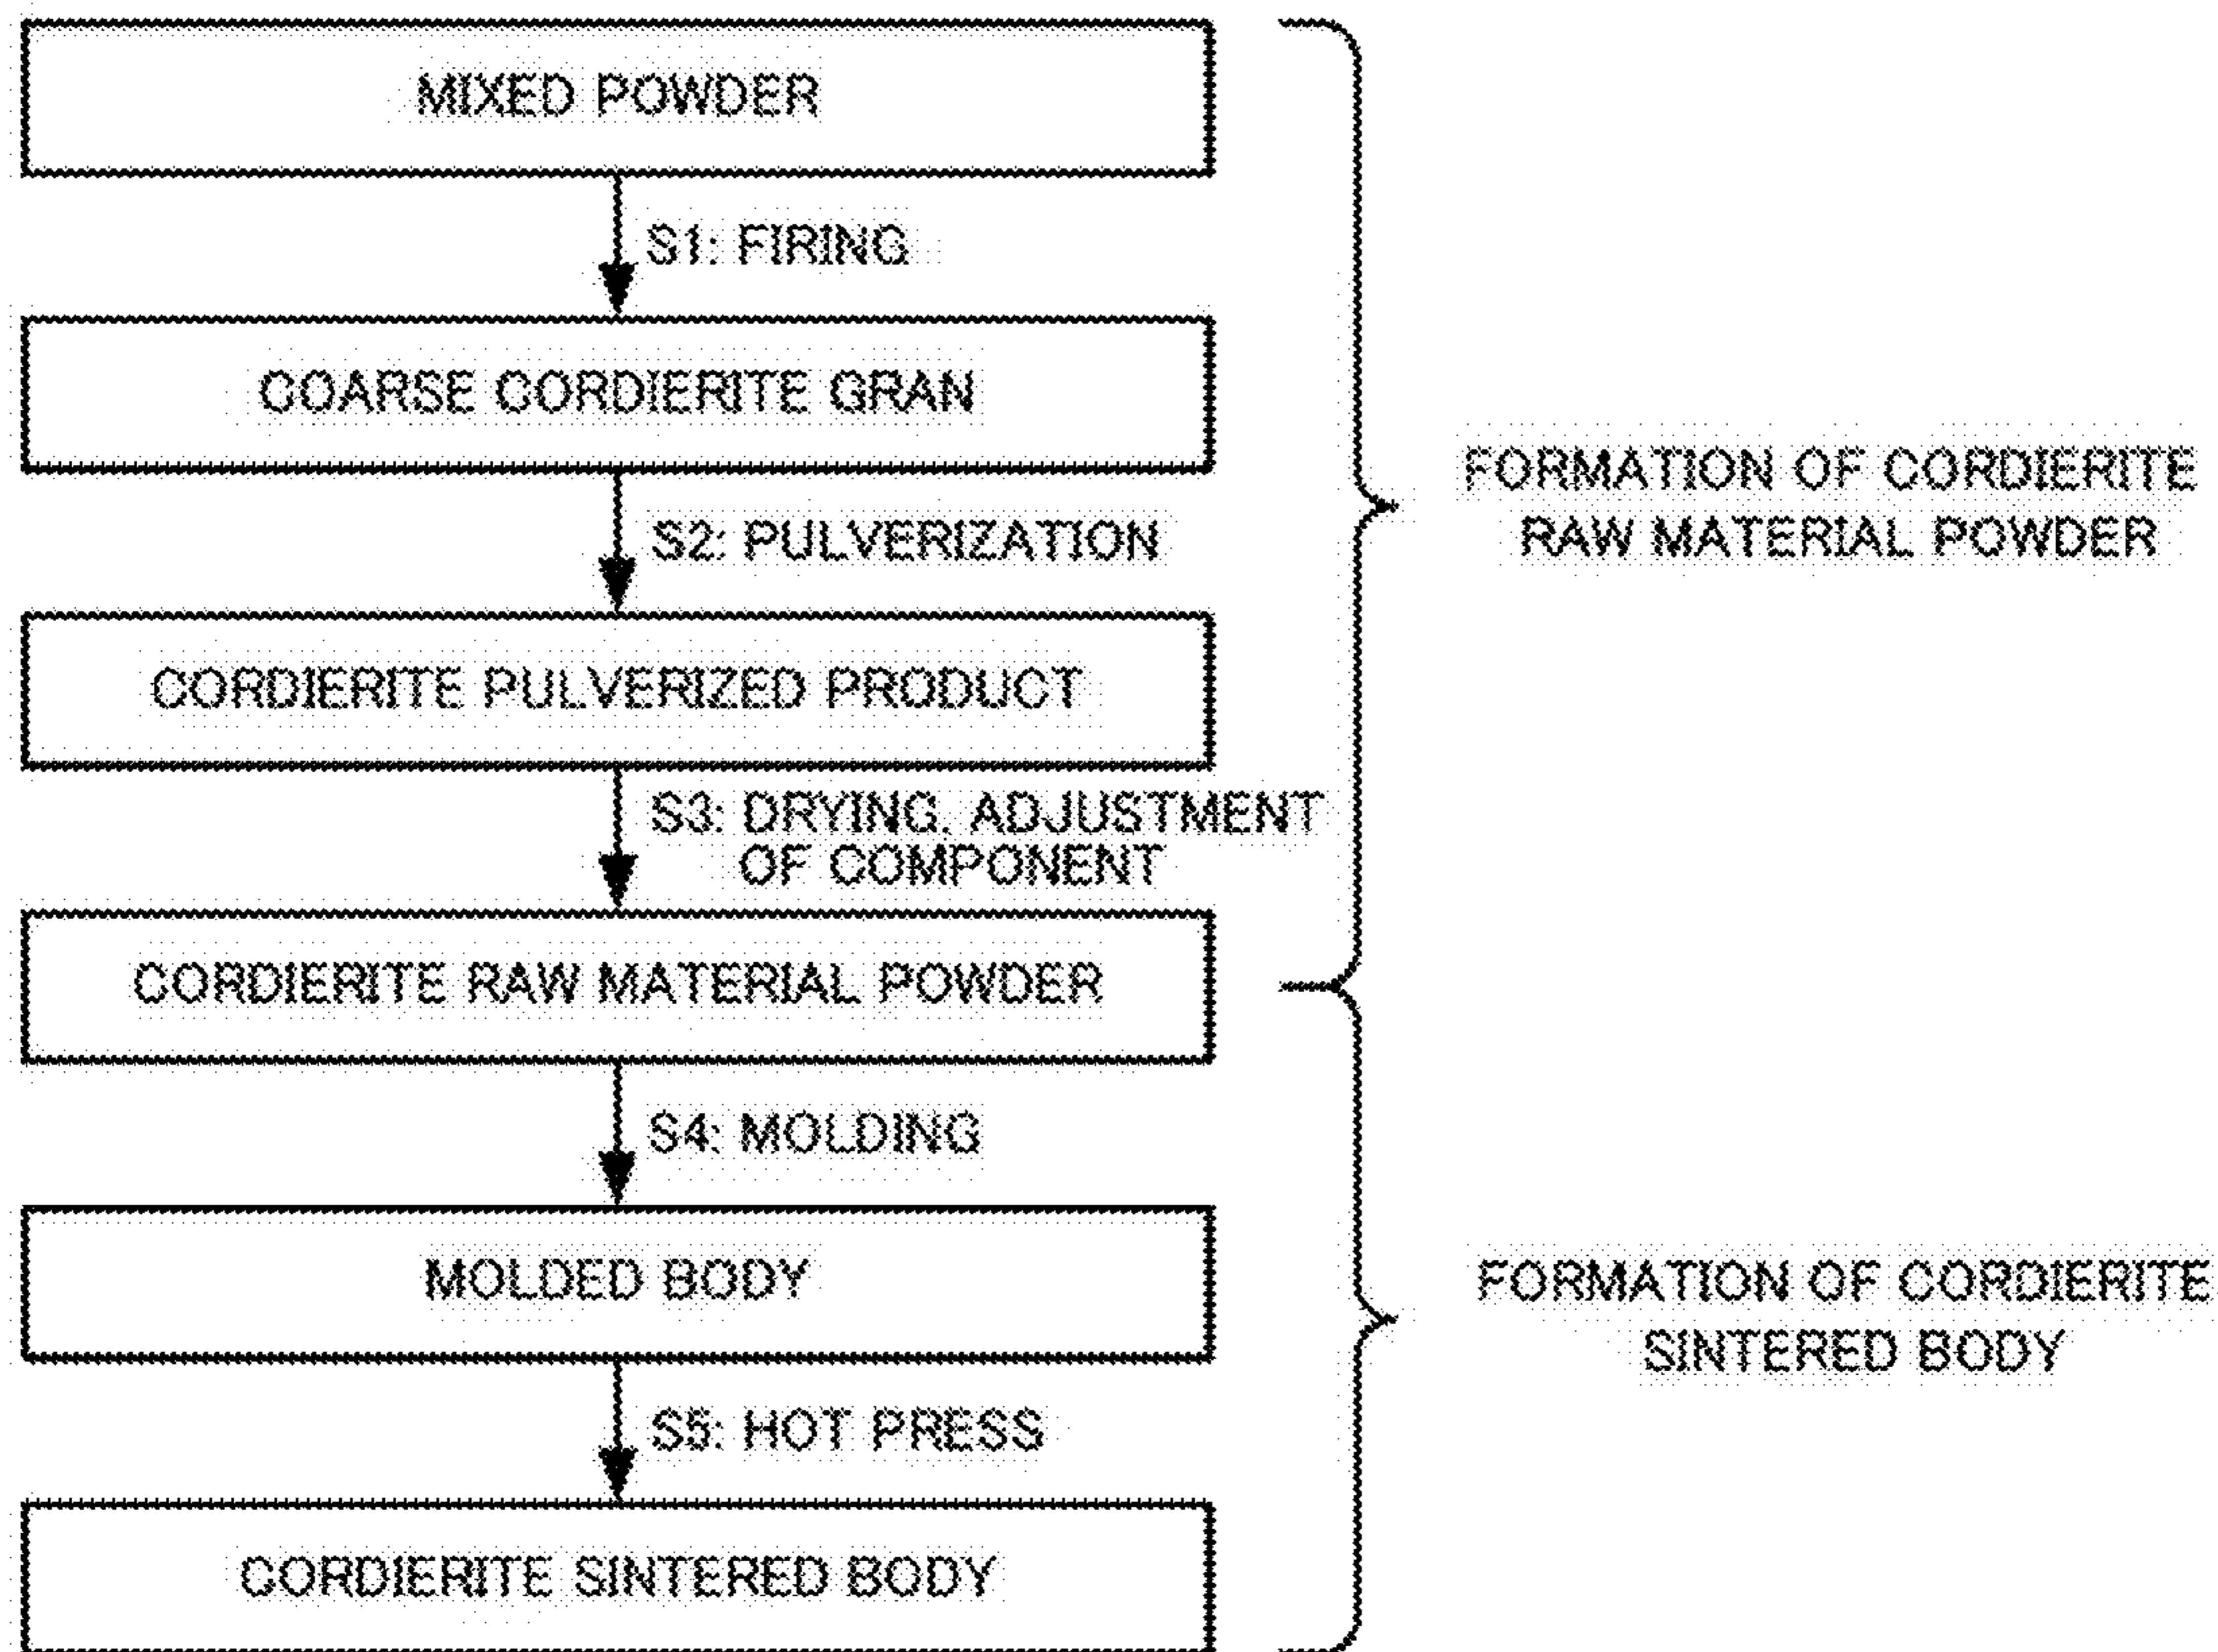 MIXED POWDER
S1: FIRING
COARSE CORDIERITE GRAN
S2: PULVERIZATION
CORDIERITE PULVERIZED PRODUCT
S3: DRYING, ADJUSTMENT
OF COMPONENT
CORDIERITE RAW MATERIAL POWDER
S4: MOLDING
MOLDED BODY
S5: HOT PRESS
CORDIERITE SINTERED BODY
FORMATION OF CORDIERITE
RAW MATERIAL POWDER
FORMATION OF CORDIERITE
SINTERED BODY